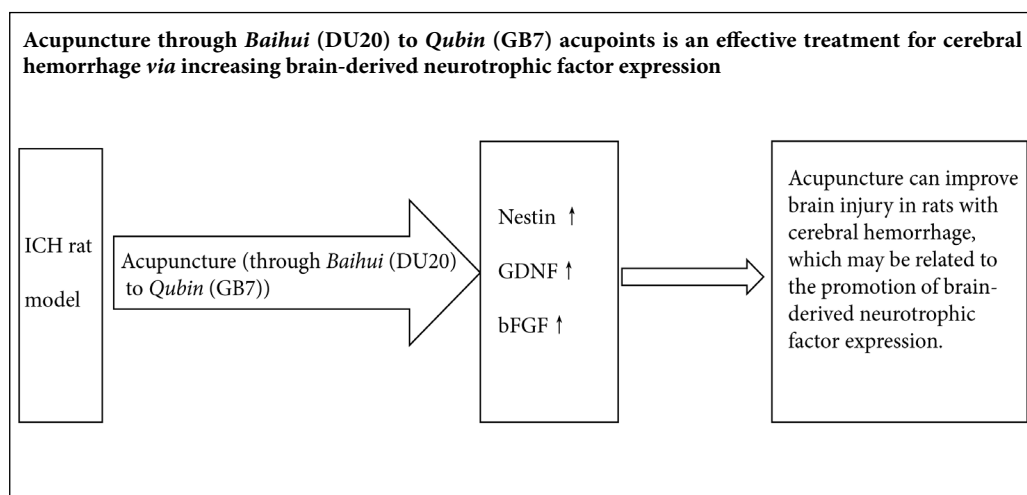 Acupuncture through Baihui (DU20) to Qubin (GB7) acupoints is an effective treatment for cerebral
hemorrhage via increasing brain-derived neurotrophic factor expression
ICH rat
model
Acupuncture (through Baihui (DU20)
to Qubin (GB7))
Nestin ↑
GDNF ↑
bFGF ↑
Acupuncture can improve
brain injury in rats with
cerebral hemorrhage,
which may be related to
the promotion of brain-
derived neurotrophic
factor expression.